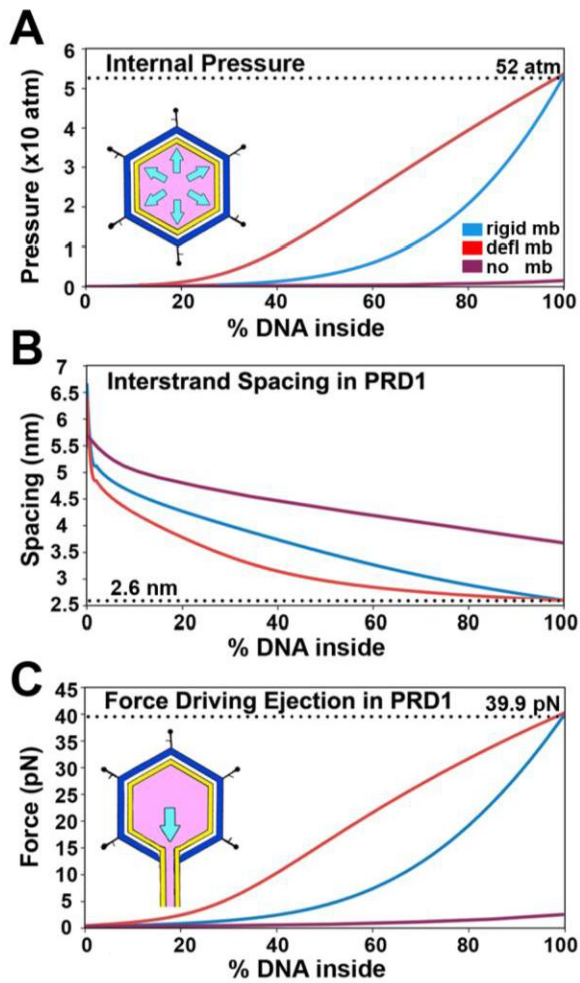 A
Internal Pressure
52 atm
Pressure (x10 atm)
6
5
4
3
2
1
0
rigid mb
defl mb
no mb
0 20 40 60 80 100
% DNA inside
B
Interstrand Spacing in PRD1
Spacing (nm)
7
6.5
6
5.5
5
4.5
4
3.5
3
2.5
2.6 nm
0 20 40 60 80 100
% DNA inside
C
Force Driving Ejection in PRD1
39.9 pN
Force (pN)
45
40
35
30
25
20
15
10
5
0
0 20 40 60 80 100
% DNA inside